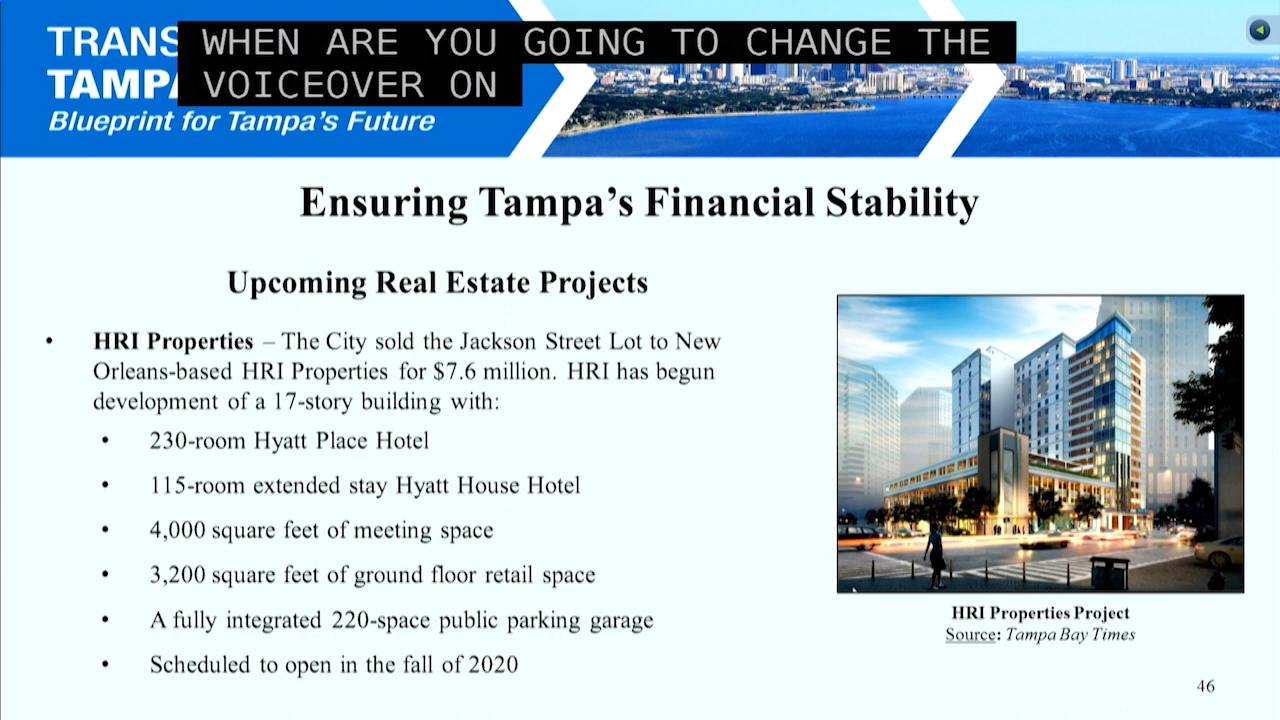 TRANS
TAMPA
WHEN ARE YOU GOING TO CHANGE THE
VOICEOVER ON
Blueprint for Tampa's Future
Ensuring Tampa's Financial Stability
Upcoming Real Estate Projects
• HRI Properties – The City sold the Jackson Street Lot to New
Orleans-based HRI Properties for $7.6 million. HRI has begun
development of a 17-story building with:
• 230-room Hyatt Place Hotel
• 115-room extended stay Hyatt House Hotel
• 4,000 square feet of meeting space
• 3,200 square feet of ground floor retail space
• A fully integrated 220-space public parking garage
• Scheduled to open in the fall of 2020
HRI Properties Project
Source: Tampa Bay Times
46